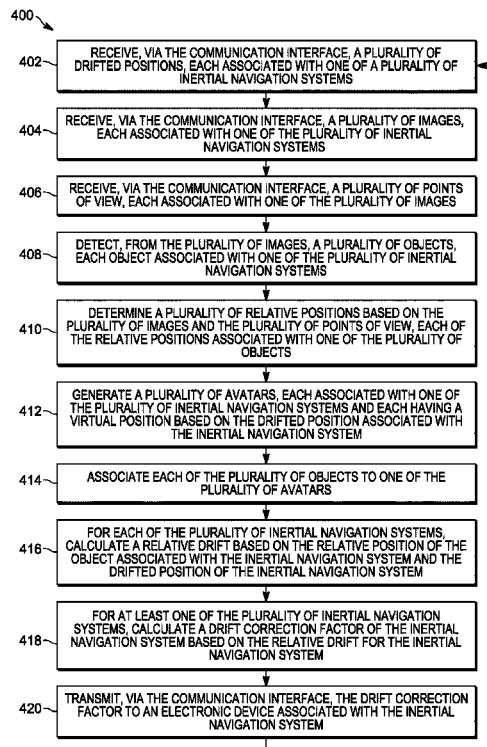 400
402
RECEIVE, VIA THE COMMUNICATION INTERFACE, A PLURALITY OF
DRIFTED POSITIONS, EACH ASSOCIATED WITH ONE OF A PLURALITY OF
INERTIAL NAVIGATION SYSTEMS
404
RECEIVE, VIA THE COMMUNICATION INTERFACE, A PLURALITY OF IMAGES,
EACH ASSOCIATED WITH ONE OF THE PLURALITY OF INERTIAL
NAVIGATION SYSTEMS
406
RECEIVE, VIA THE COMMUNICATION INTERFACE, A PLURALITY OF POINTS
OF VIEW, EACH ASSOCIATED WITH ONE OF THE PLURALITY OF IMAGES
408
DETECT, FROM THE PLURALITY OF IMAGES, A PLURALITY OF OBJECTS,
EACH OBJECT ASSOCIATED WITH ONE OF THE PLURALITY OF INERTIAL
NAVIGATION SYSTEMS
410
DETERMINE A PLURALITY OF RELATIVE POSITIONS BASED ON THE
PLURALITY OF IMAGES AND THE PLURALITY OF POINTS OF VIEW, EACH OF
THE RELATIVE POSITIONS ASSOCIATED WITH ONE OF THE PLURALITY OF
OBJECTS
412
GENERATE A PLURALITY OF AVATARS, EACH ASSOCIATED WITH ONE OF
THE PLURALITY OF INERTIAL NAVIGATION SYSTEMS AND EACH HAVING A
VIRTUAL POSITION BASED ON THE DRIFTED POSITION ASSOCIATED WITH
THE INERTIAL NAVIGATION SYSTEM
414
ASSOCIATE EACH OF THE PLURALITY OF OBJECTS TO ONE OF THE
PLURALITY OF AVATARS
416
FOR EACH OF THE PLURALITY OF INERTIAL NAVIGATION SYSTEMS,
CALCULATE A RELATIVE DRIFT BASED ON THE RELATIVE POSITION OF THE
OBJECT ASSOCIATED WITH THE INERTIAL NAVIGATION SYSTEM AND THE
DRIFTED POSITION OF THE INERTIAL NAVIGATION SYSTEM
418
FOR AT LEAST ONE OF THE PLURALITY OF INERTIAL NAVIGATION
SYSTEMS, CALCULATE A DRIFT CORRECTION FACTOR OF THE INERTIAL
NAVIGATION SYSTEM BASED ON THE RELATIVE DRIFT FOR THE INERTIAL
NAVIGATION SYSTEM
420
TRANSMIT, VIA THE COMMUNICATION INTERFACE, THE DRIFT CORRECTION
FACTOR TO AN ELECTRONIC DEVICE ASSOCIATED WITH THE INERTIAL
NAVIGATION SYSTEM